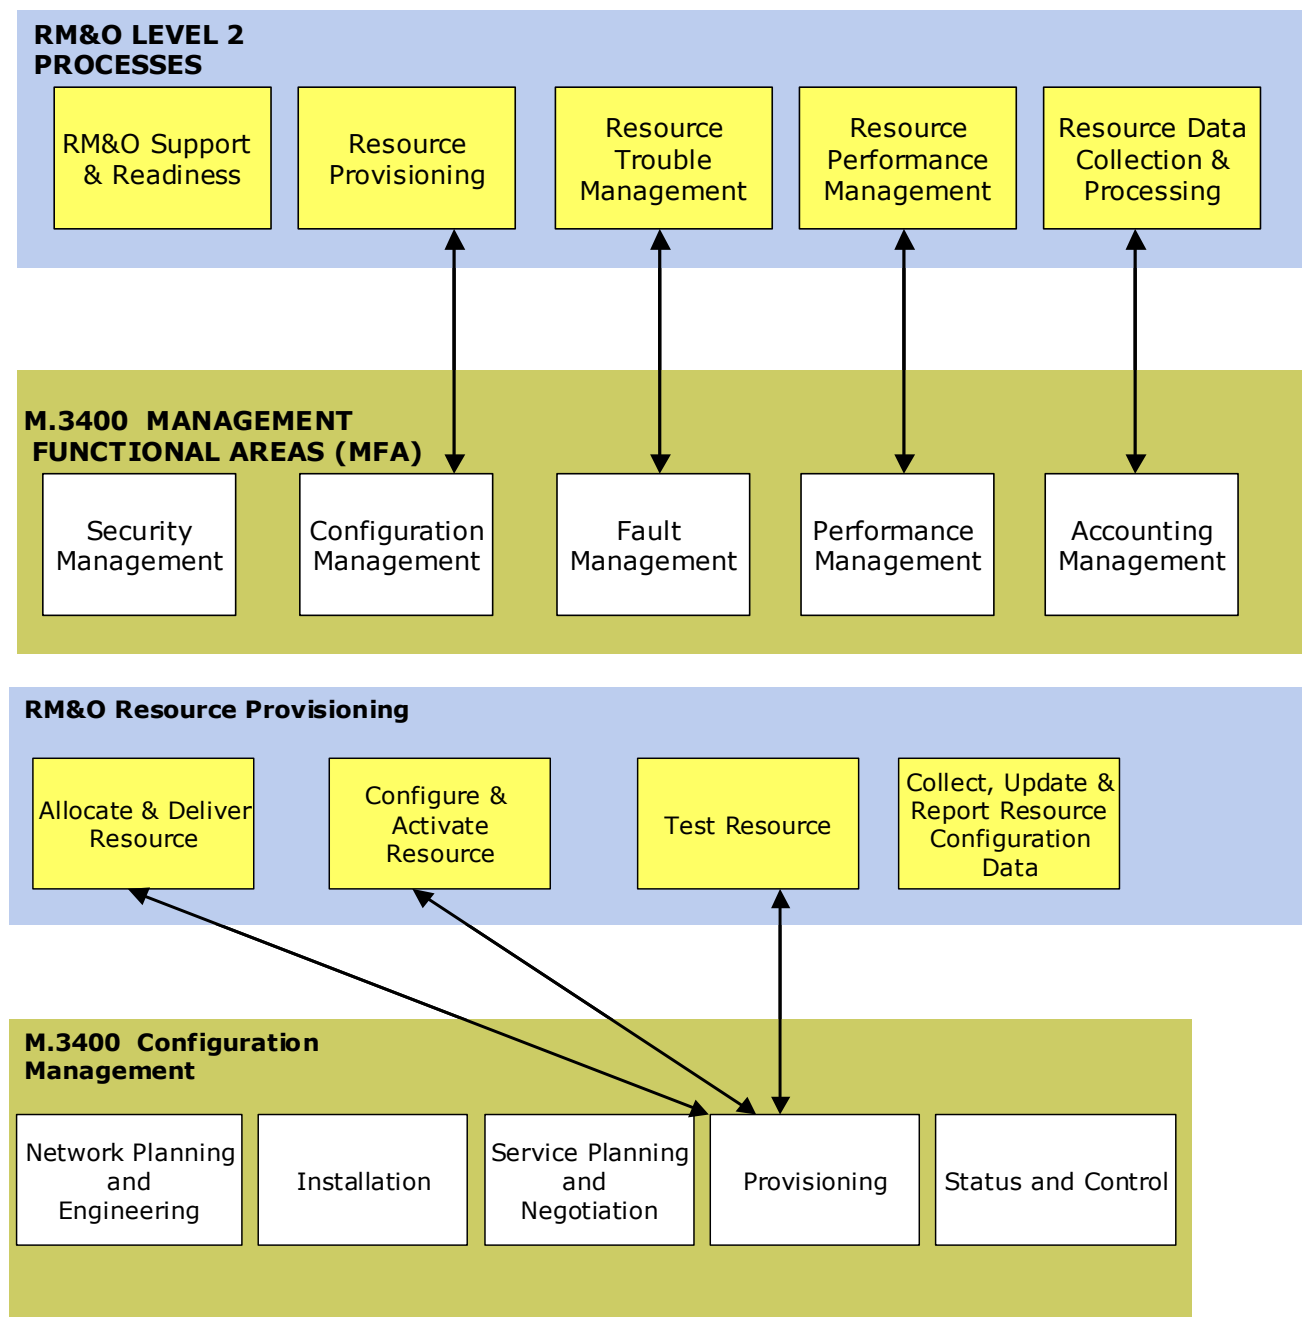 RM&O LEVEL 2
PROCESSES
RM&O Support
& Readiness
Resource
Provisioning
Resource
Trouble
Management
Resource
Performance
Management
Resource Data
Collection &
Processing
M.3400  MANAGEMENT
FUNCTIONAL AREAS (MFA)
Security
Management
Configuration
Management
Fault
Management
Performance
Management
Accounting
Management
RM&O Resource Provisioning
Allocate & Deliver
Resource
Configure &
Activate
Resource
Test Resource
Collect, Update &
Report Resource
Configuration
Data
M.3400  Configuration
Management
Network Planning
and
Engineering
Installation
Service Planning
and
Negotiation
Provisioning
Status and Control